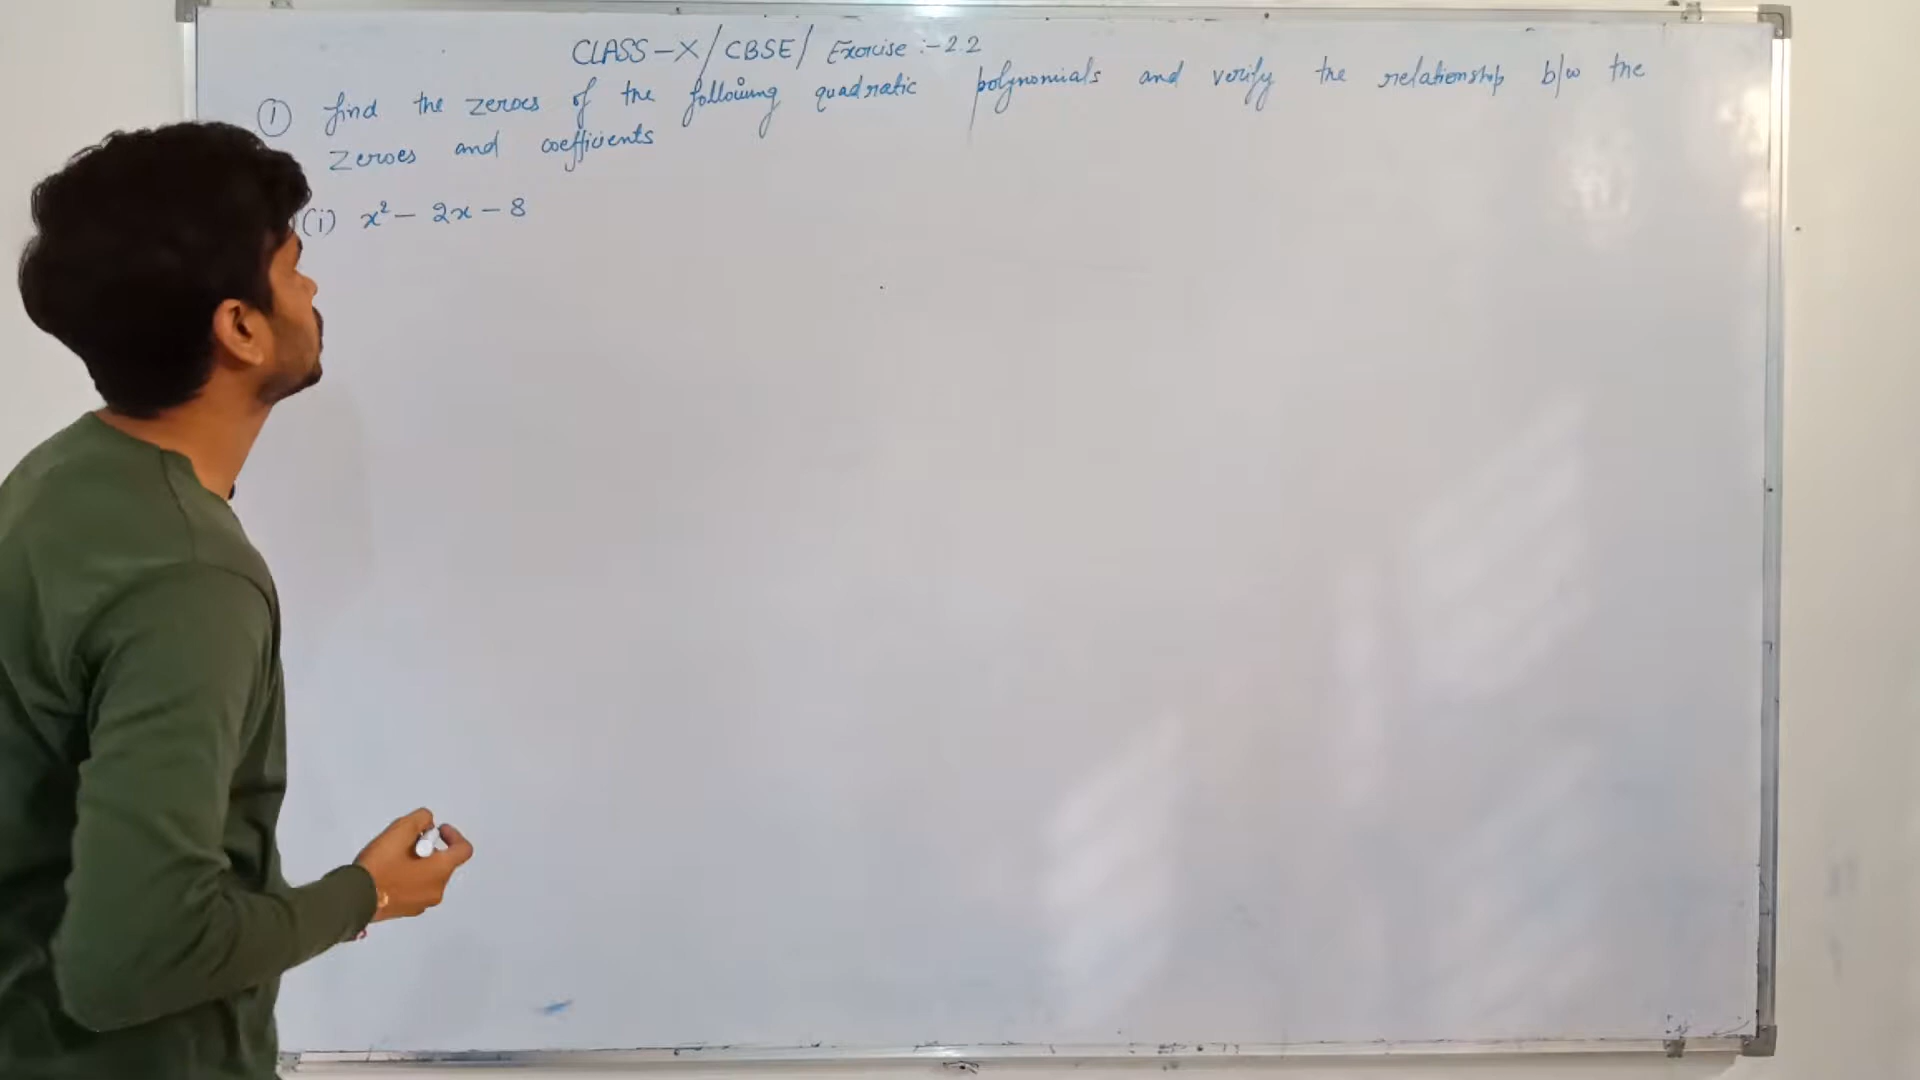 CLASS-X/CBSE/ Exercise :- 2.2
① find the zeroes of the following quadratic polynomials and verify the relationship b/w the
zeroes and coefficients
(i) x² - 2x - 8